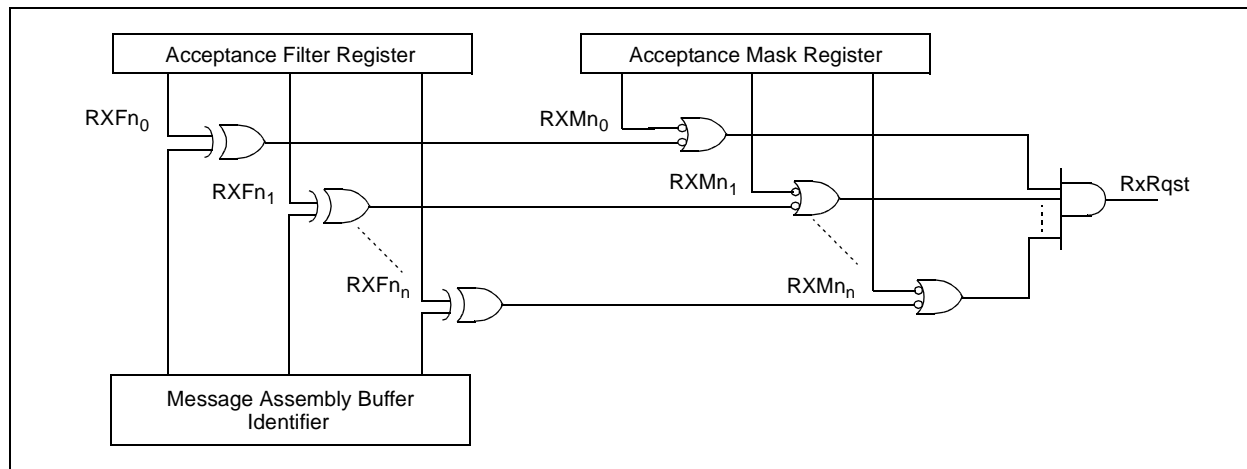 Acceptance Filter Register
Acceptance Mask Register
RXFn0
RXMn0
RXFn1
RXMn1
RxRqst
RXFnn
RXMnn
Message Assembly Buffer
Identifier